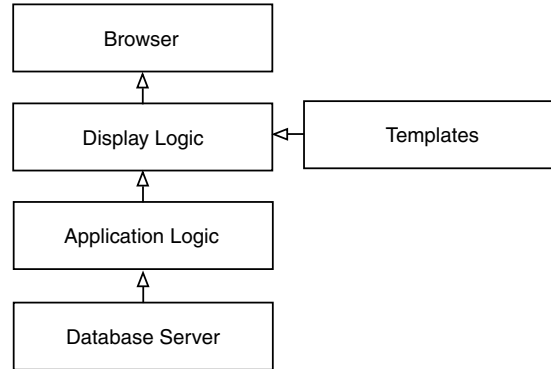 Browser
Display Logic
Templates
Application Logic
Database Server